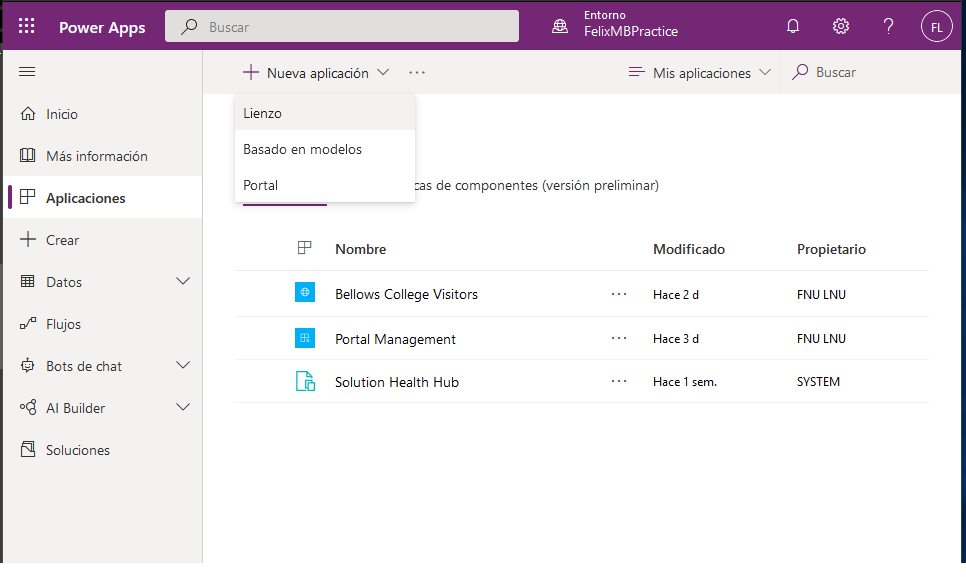 Power Apps
Buscar
Entorno
FelixMBPractice
FL
Nueva aplicación
Mis aplicaciones
Buscar
Inicio
Más información
Aplicaciones
Crear
Datos
Flujos
Bots de chat
AI Builder
Soluciones
Lienzo
Basado en modelos
Portal
cas de componentes (versión preliminar)
Nombre Modificado Propietario
Bellows College Visitors Hace 2 d FNU LNU
Portal Management Hace 3 d FNU LNU
Solution Health Hub Hace 1 sem. SYSTEM